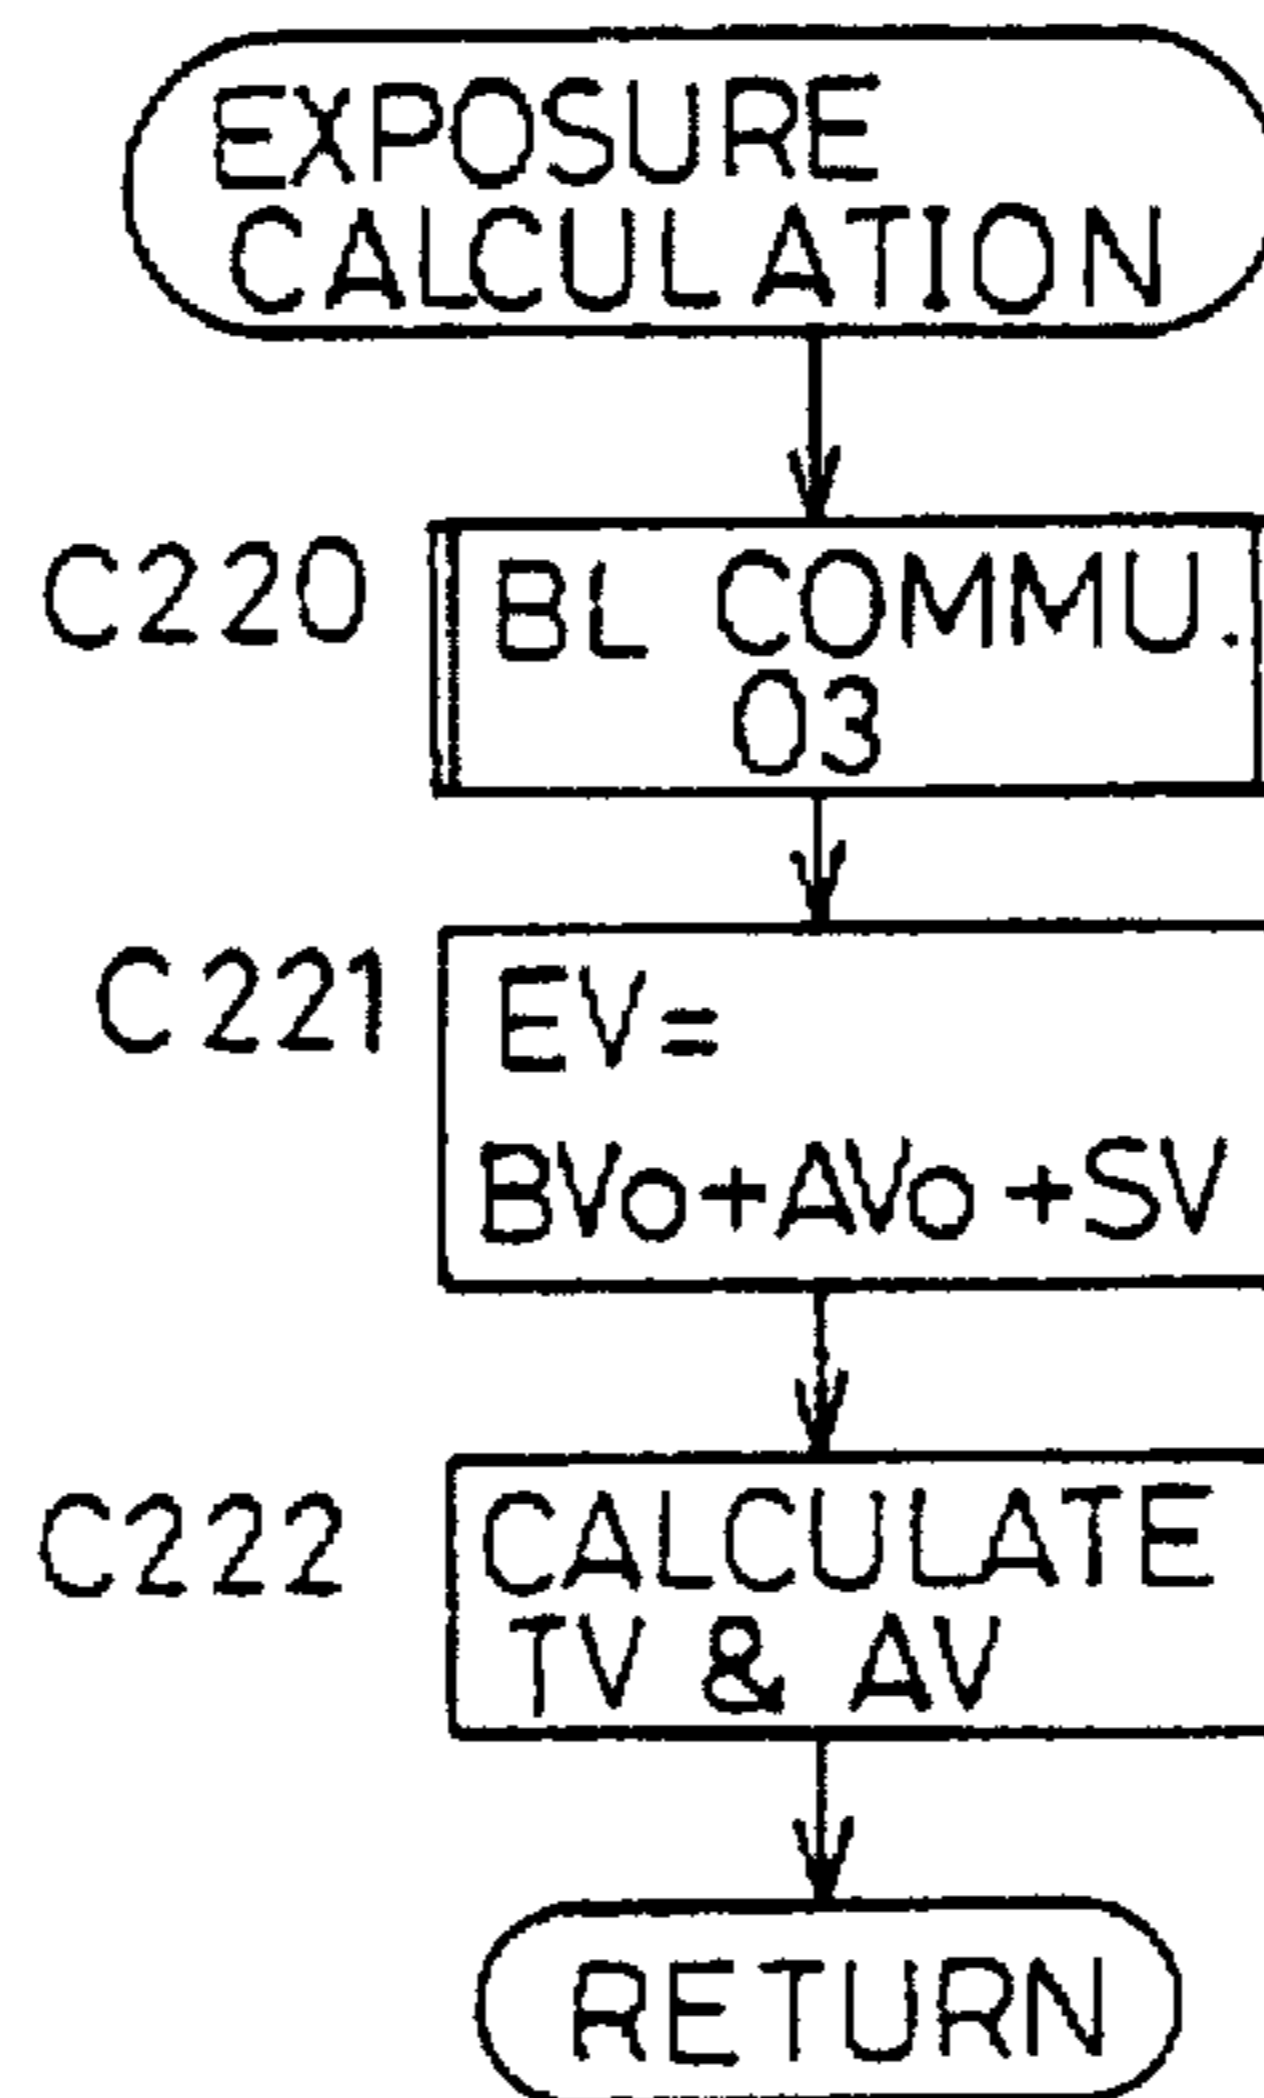 EXPOSURE
CALCULATION
C220
BL COMMU.
03
C221
EV=
BVo+AVo+SV
C222
CALCULATE
TV & AV
RETURN